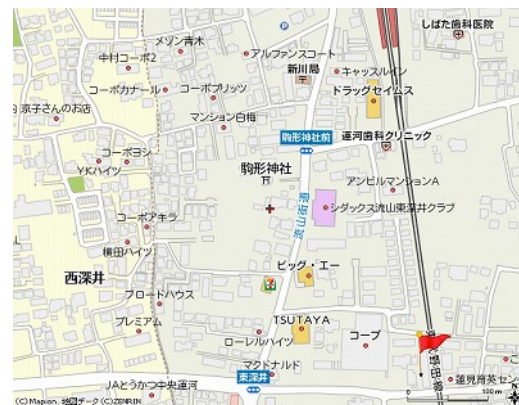 しばた歯科医院
メゾン青木
アルファンスコート
中村コーポ2
新川局
キャッスルイン
コーポカナール
コーポブリッツ
ドラッグセイムス
京子さんのお店
マンション白梅
駒形神社前
運河歯科クリニック
コーポヨシ
駒形神社
YKハイツ
アンビルマンションA
流山街道
シダックス流山東深井クラブ
コーポアキラ
横田ハイツ
西深井
ビッグ・エー
ブロードハウス
TSUTAYA
プレミアム
コープ
ローレルハイツ
マクドナルド
JAとうかつ中央運河
東深井
蓮見育英セン
100 m
(C)Mapion, 地図データ(C)ZENRIN